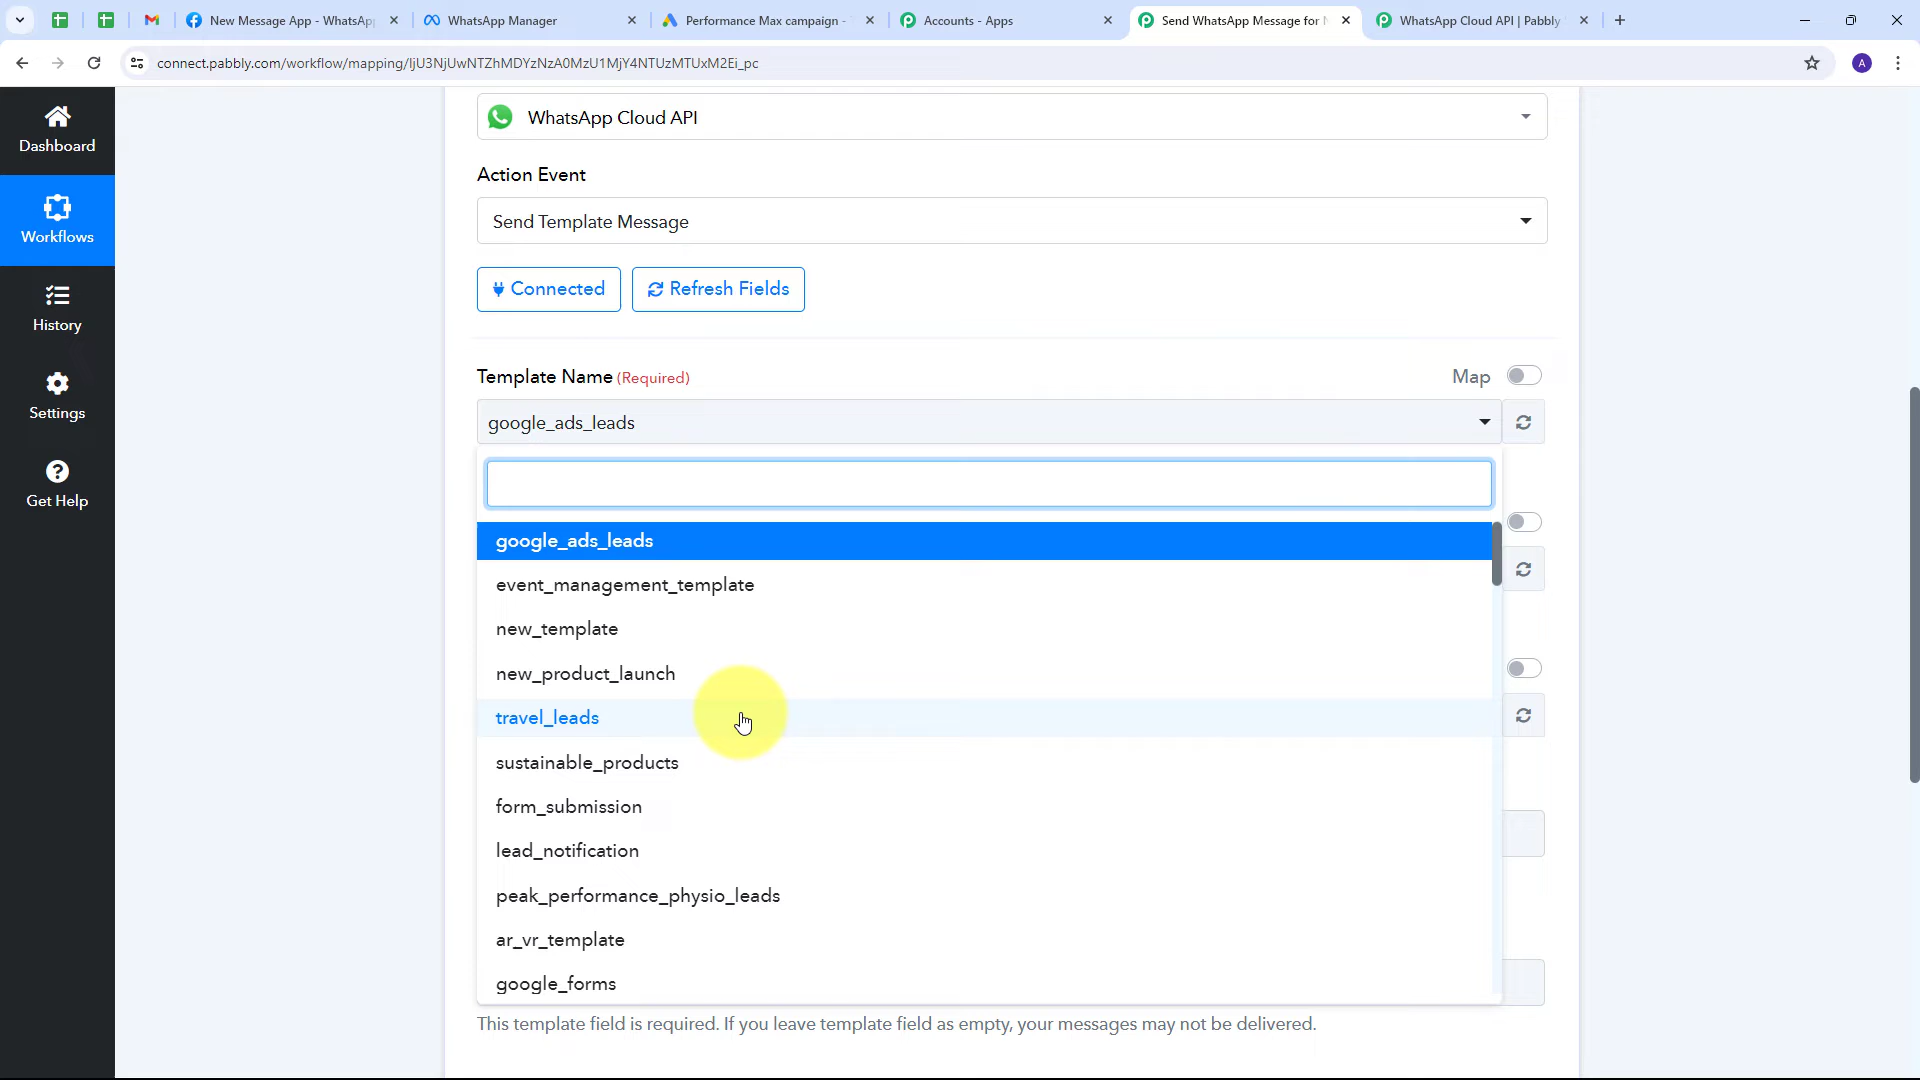 New Message App - WhatsAp
WhatsApp Manager
Performance Max campaign -
Accounts - Apps
Send WhatsApp Message for N
WhatsApp Cloud API | Pabbly
connect.pabbly.com/workflow/mapping/IjU3NjUwNTZhMDYzNzA0MzU1MjY4NTUzMTUxM2Ei_pc
A
Dashboard
Workflows
History
Settings
Get Help
WhatsApp Cloud API
Action Event
Send Template Message
Connected
Refresh Fields
Template Name (Required)
Map
google_ads_leads
google_ads_leads
event_management_template
new_template
new_product_launch
travel_leads
sustainable_products
form_submission
lead_notification
peak_performance_physio_leads
ar_vr_template
google_forms
This template field is required. If you leave template field as empty, your messages may not be delivered.